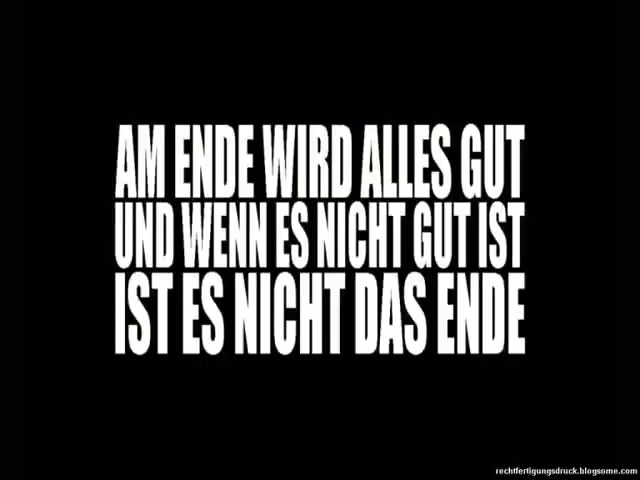 AM ENDE WIRD ALLES GUT
UND WENN ES NICHT GUT IST
IST ES NICHT DAS ENDE
rechtfertigungsdruck.blogsome.com